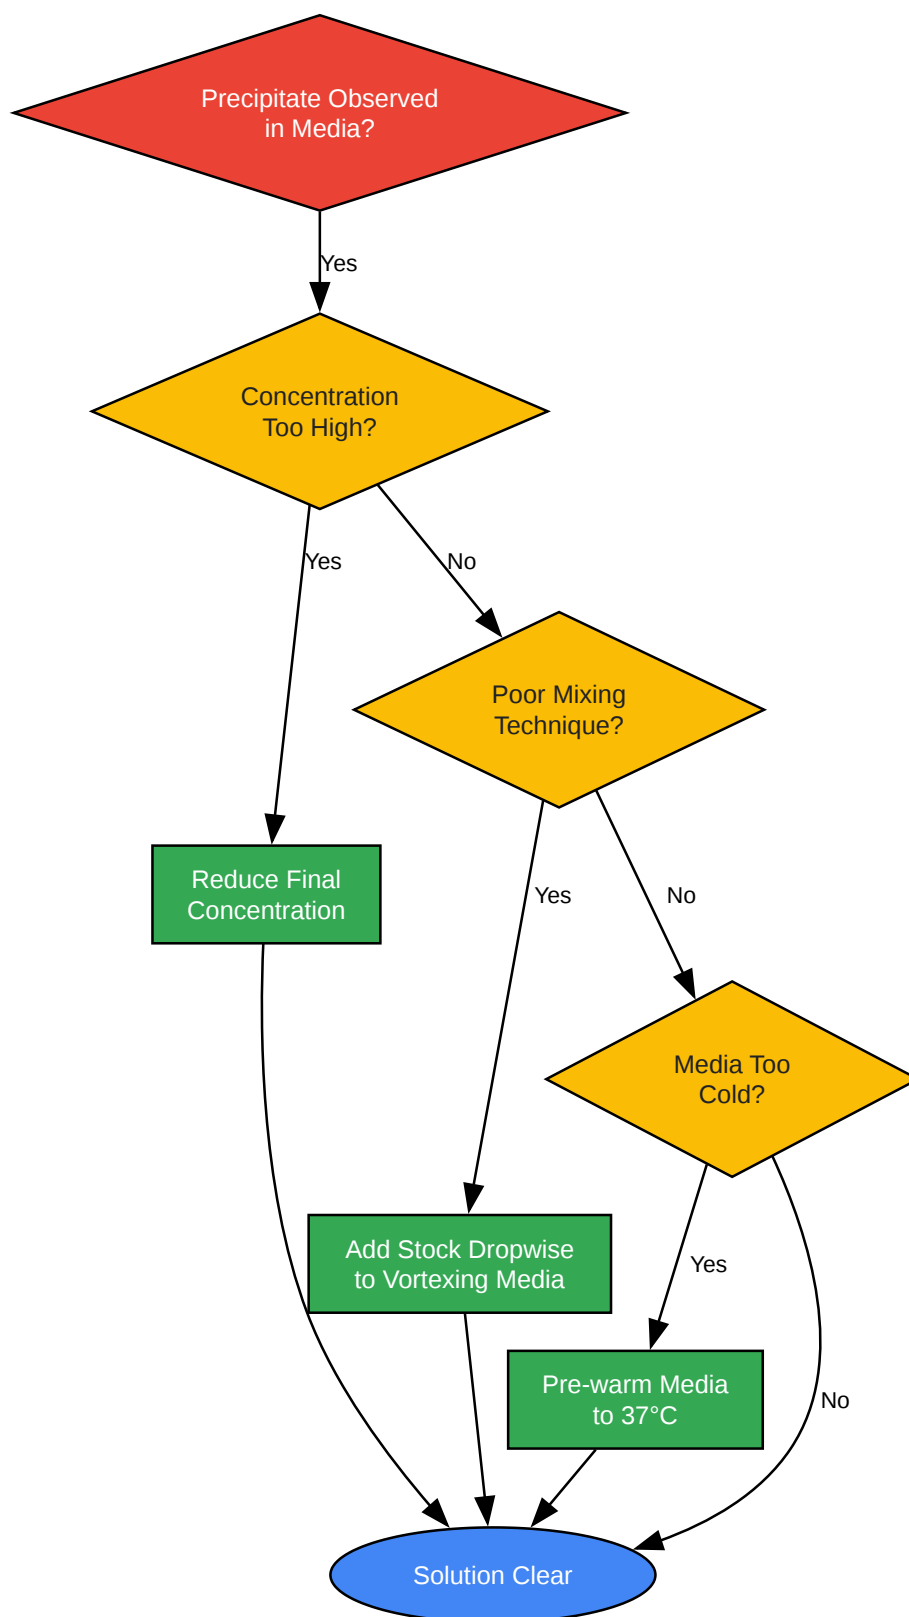 Precipitate Observed
in Media?
Yes
Concentration
Too High?
Yes
No
Poor Mixing
Technique?
Reduce Final
Concentration
Yes
No
Media Too
Cold?
Add Stock Dropwise
to Vortexing Media
Yes
Pre-warm Media
to 37°C
No
Solution Clear